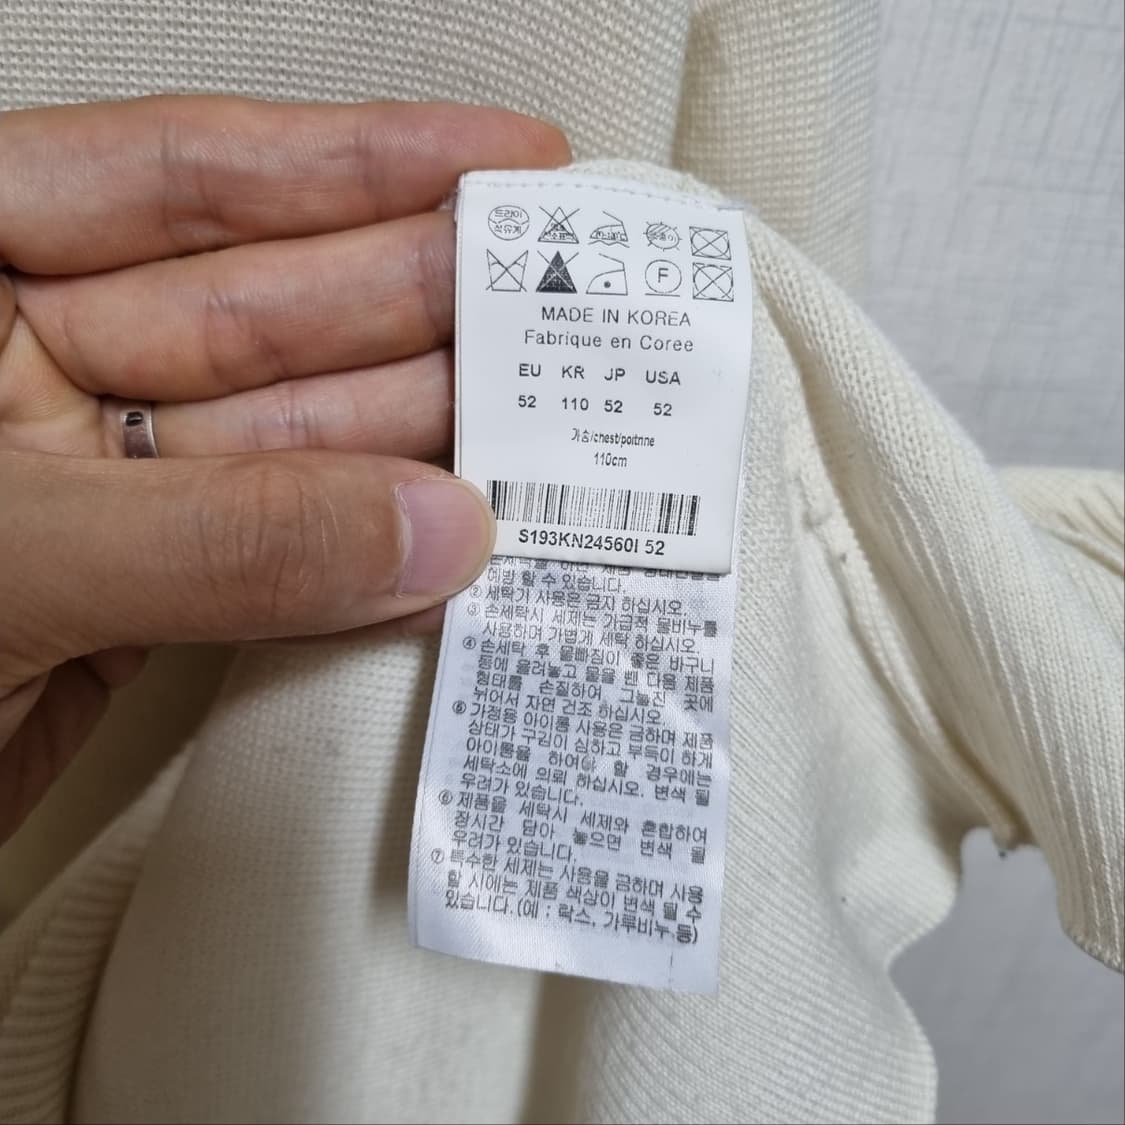 드라이
석유계
MADE IN KOREA
Fabrique en Coree
EU KR JP USA
52 110 52 52
가슴/chest/poitrine
110cm
S193KN24560I 52
예방 할 수 있습니다.
② 세탁기 사용은 금지 하십시오.
③ 손세탁시 세제는 가급적 물비누를
사용하며 가볍게 세탁 하십시오.
④ 손세탁 후 물빠짐이 좋은 바구니
등에 올려놓고 물을 뺀 다음 제품
형태를 손질하여, 그늘진 곳에
뉘어서 자연 건조 하십시오.
⑤ 가정용 아이롱 사용은 금하며 제품
상태가 구김이 심하고 부득이 하게
아이롱을 하여야 할 경우에는
세탁소에 의뢰 하십시오. 변색 될
우려가 있습니다.
⑥ 제품을 세탁시 세제와 혼합하여
장시간 담아 놓으면 변색 될
우려가 있습니다.
⑦ 특수한 세제는 사용을 금하며 사용
할 시에는 제품 색상이 변색 될 수
있습니다.(예 : 락스, 가루비누,등)
F